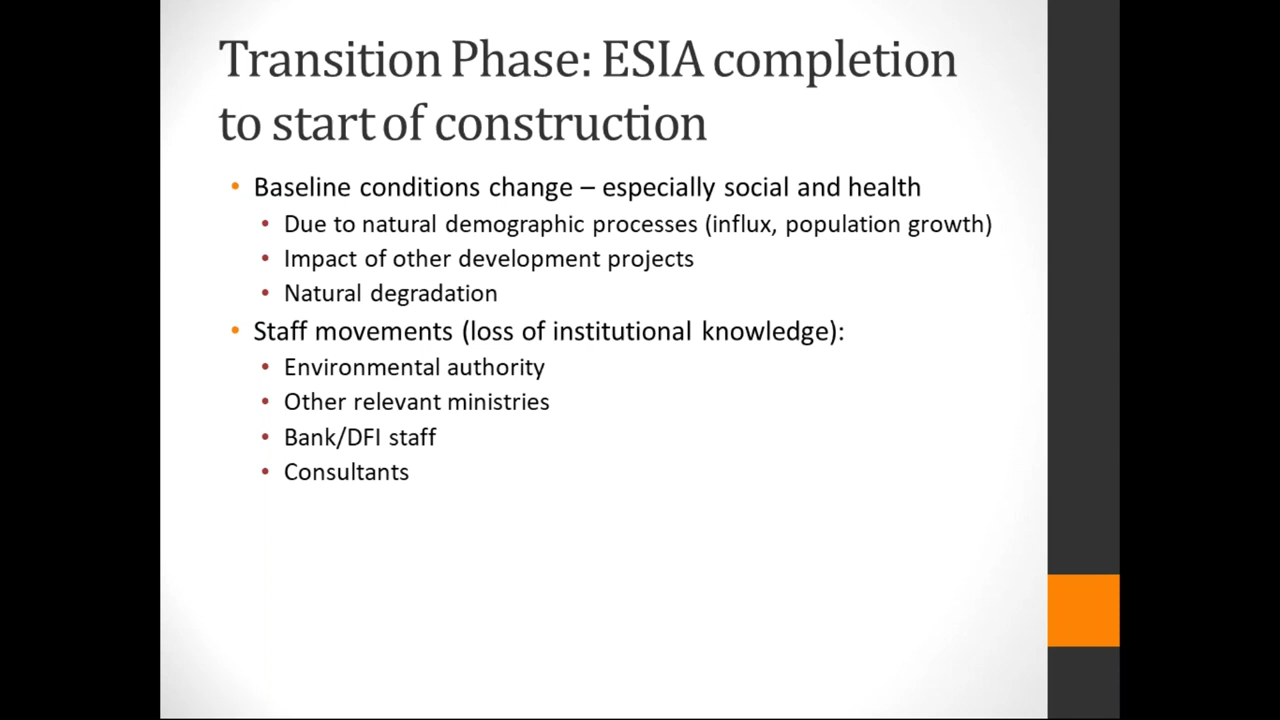 Transition Phase: ESIA completion
to start of construction
• Baseline conditions change – especially social and health
• Due to natural demographic processes (influx, population growth)
• Impact of other development projects
• Natural degradation
• Staff movements (loss of institutional knowledge):
• Environmental authority
• Other relevant ministries
• Bank/DFI staff
• Consultants